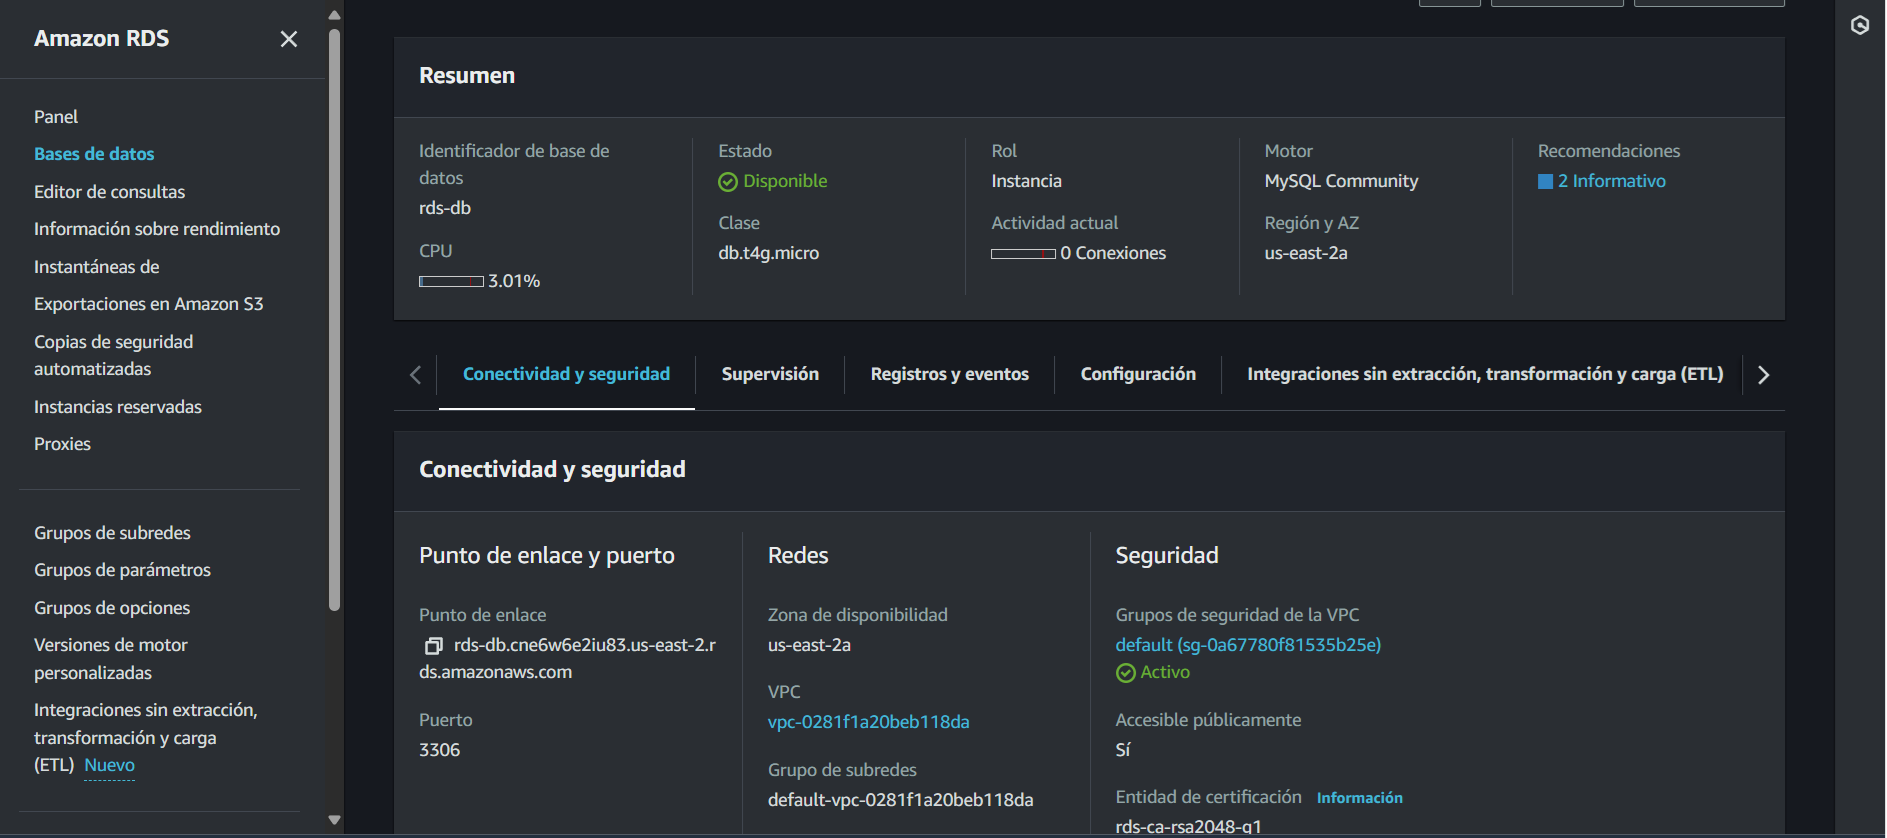 Amazon RDS
Panel
Bases de datos
Editor de consultas
Información sobre rendimiento
Instantáneas de
Exportaciones en Amazon S3
Copias de seguridad
automatizadas
Instancias reservadas
Proxies
Grupos de subredes
Grupos de parámetros
Grupos de opciones
Versiones de motor
personalizadas
Integraciones sin extracción,
transformación y carga
(ETL) Nuevo
Resumen
Identificador de base de
datos
rds-db
CPU
3.01%
Estado
Disponible
Clase
db.t4g.micro
Rol
Instancia
Actividad actual
0 Conexiones
Motor
MySQL Community
Región y AZ
us-east-2a
Recomendaciones
2 Informativo
Conectividad y seguridad
Supervisión
Registros y eventos
Configuración
Integraciones sin extracción, transformación y carga (ETL)
Conectividad y seguridad
Punto de enlace y puerto
Punto de enlace
rds-db.cne6w6e2iu83.us-east-2.r
ds.amazonaws.com
Puerto
3306
Redes
Zona de disponibilidad
us-east-2a
VPC
vpc-0281f1a20beb118da
Grupo de subredes
default-vpc-0281f1a20beb118da
Seguridad
Grupos de seguridad de la VPC
default (sg-0a67780f81535b25e)
Activo
Accesible públicamente
Sí
Entidad de certificación Información
rds-ca-rsa2048-g1